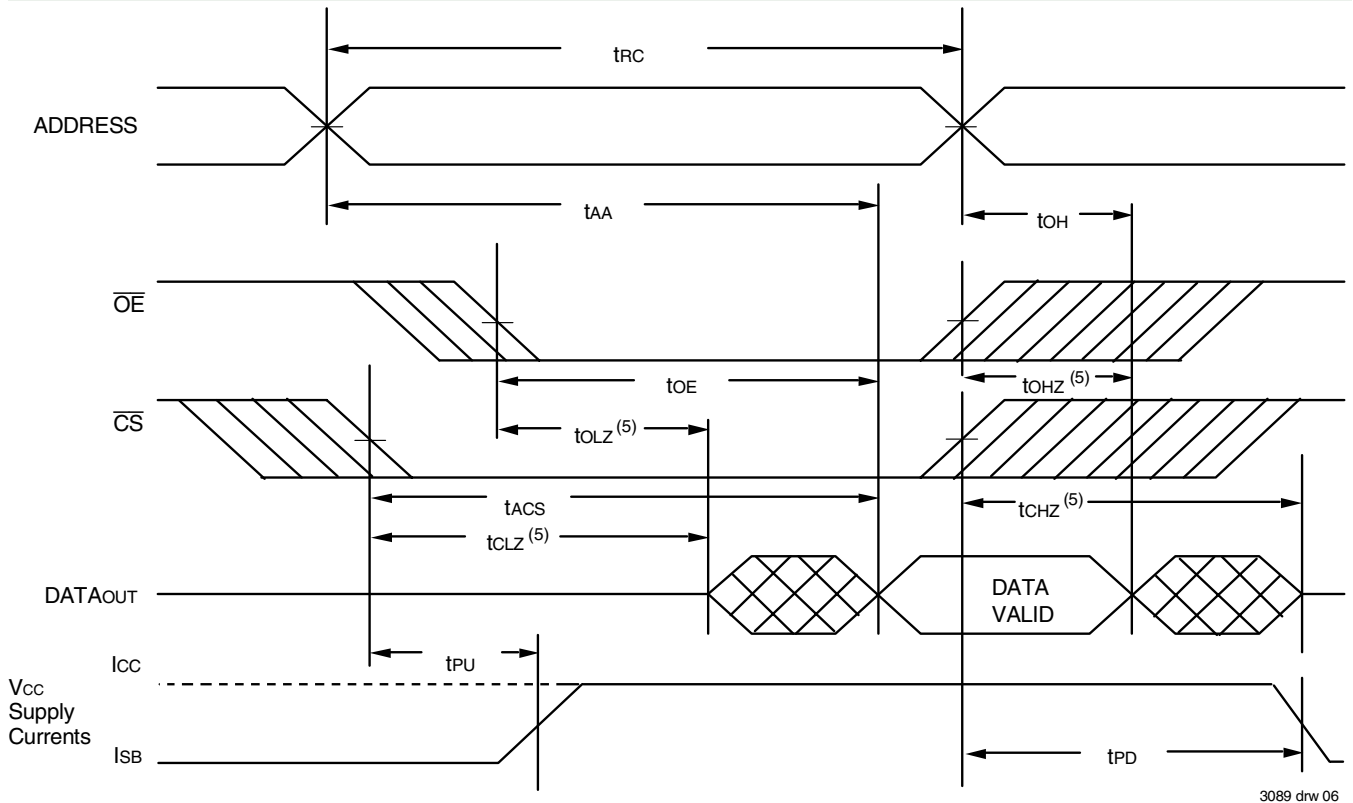 tRC
ADDRESS
tAA
tOH
OE
tOE
tOHZ (5)
CS
tOLZ (5)
tACS
tCHZ (5)
tCLZ (5)
DATAOUT
DATA
VALID
ICC
tPU
VCC
Supply
Currents
ISB
tPD
3089 drw 06